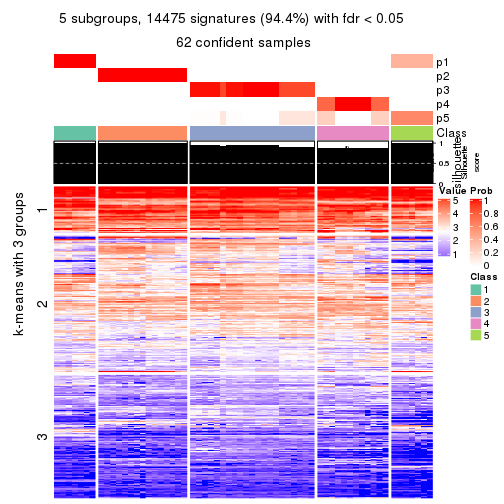 5 subgroups, 14475 signatures (94.4%) with fdr < 0.05
62 confident samples
p1
p2
p3
p4
p5
Class
1
0.5
0
silhouette
Silhouette
score
k-means with 3 groups
1
2
3
Value
5
4
3
2
1
Prob
1
0.8
0.6
0.4
0.2
0
Class
1
2
3
4
5